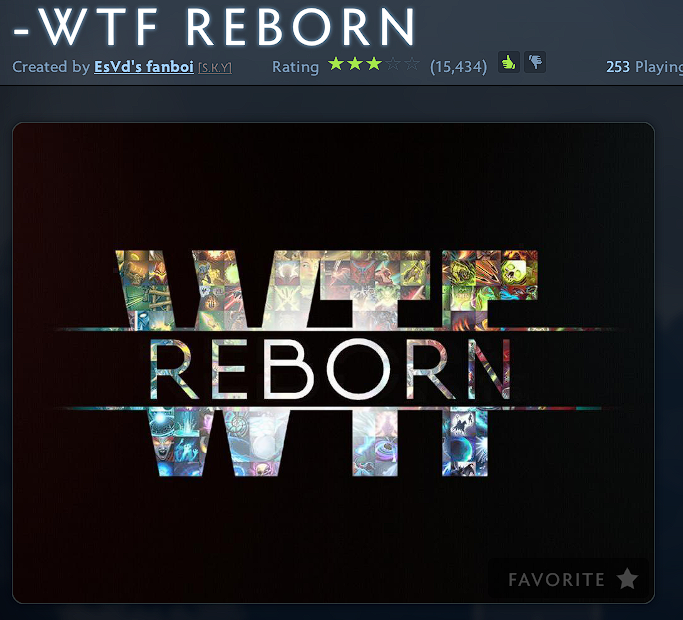 -WTF REBORN
Created by EsVd's fanboi [S.K.Y] Rating (15,434) 253 Playing
WTF
REBORN
FAVORITE